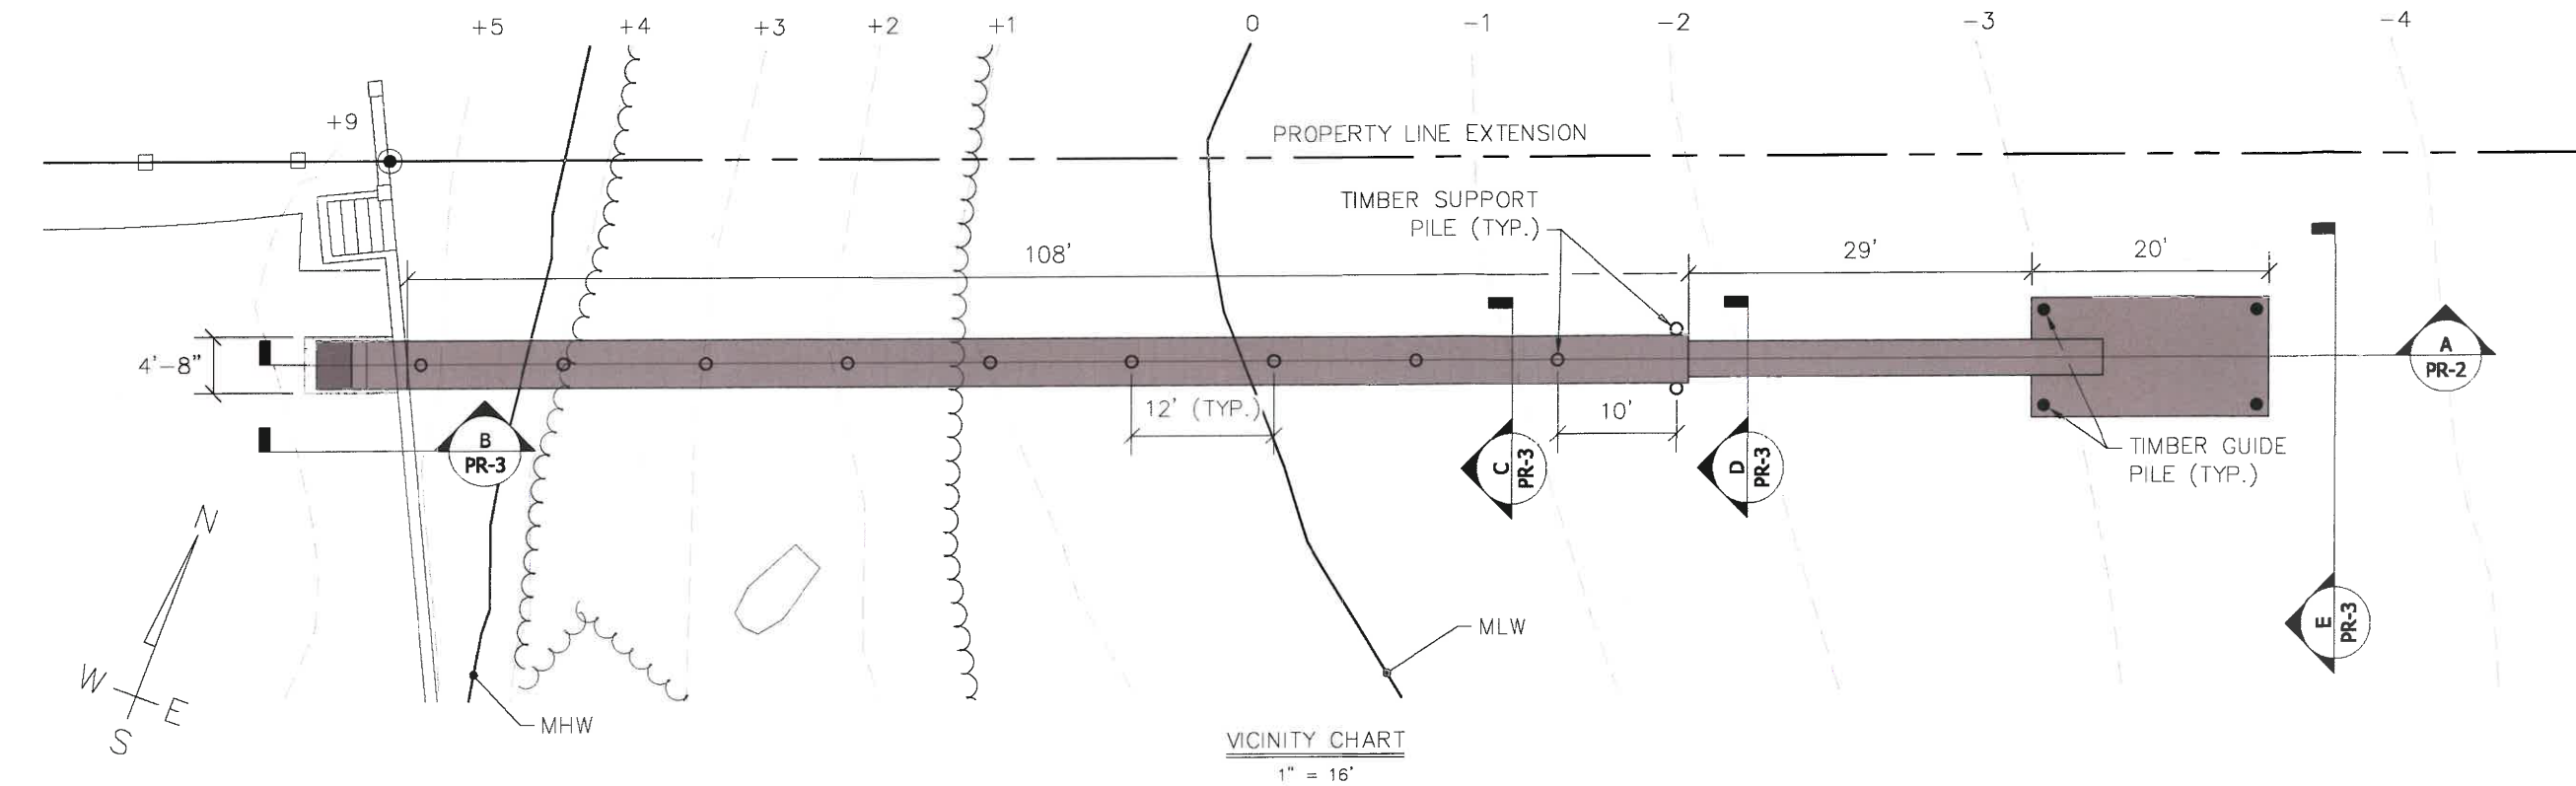 +5
+4
+3
+2
+1
0
-1
-2
-3
-4
+9
PROPERTY LINE EXTENSION
TIMBER SUPPORT
PILE (TYP.)
108'
29'
20'
4'-8"
12' (TYP.)
10'
A
PR-2
B
PR-3
C
PR-3
D
PR-3
TIMBER GUIDE
PILE (TYP.)
E
PR-3
N
W
E
S
MHW
MLW
VICINITY CHART
1" = 16'